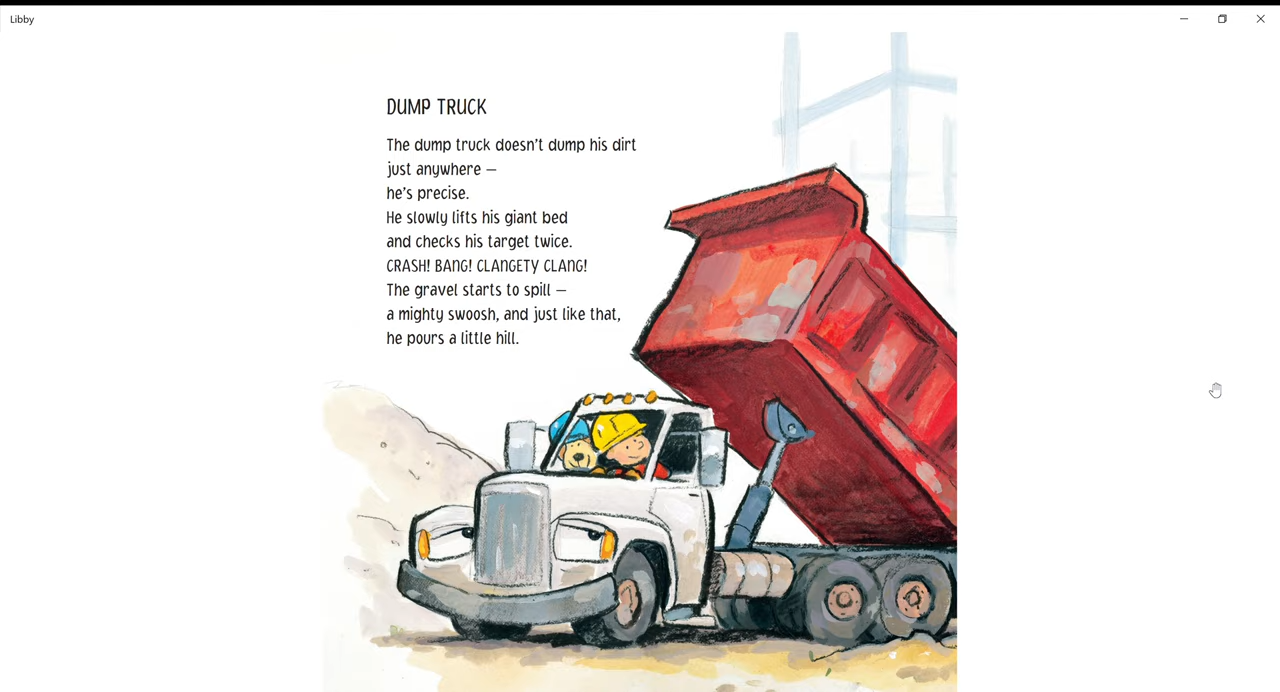 Libby
DUMP TRUCK
The dump truck doesn't dump his dirt
just anywhere —
he's precise.
He slowly lifts his giant bed
and checks his target twice.
CRASH! BANG! CLANGETY CLANG!
The gravel starts to spill —
a mighty swoosh, and just like that,
he pours a little hill.